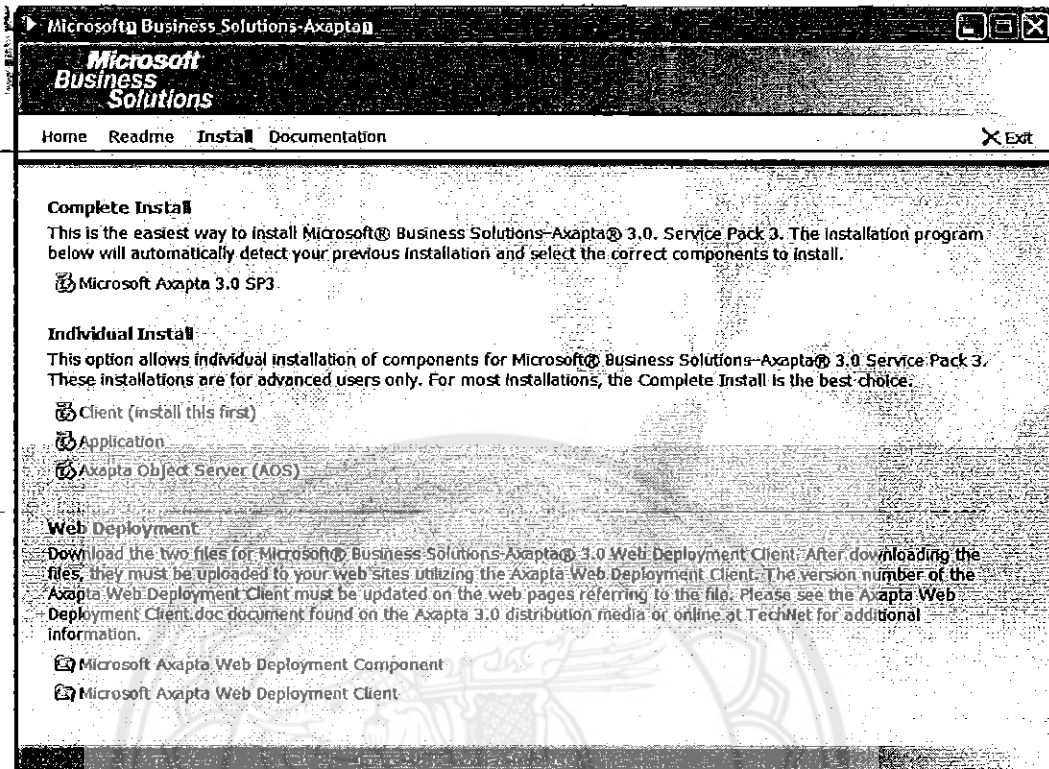 Microsoft® Business Solutions-Axapta®
Microsoft
Business
Solutions
Home Readme Install Documentation Exit
Complete Install
This is the easiest way to install Microsoft® Business Solutions–Axapta® 3.0. Service Pack 3. The installation program
below will automatically detect your previous installation and select the correct components to install.
Microsoft Axapta 3.0 SP3
Individual Install
This option allows individual installation of components for Microsoft® Business Solutions–Axapta® 3.0 Service Pack 3.
These installations are for advanced users only. For most installations, the Complete Install is the best choice.
Client (install this first)
Application
Axapta Object Server (AOS)
Web Deployment
Download the two files for Microsoft® Business Solutions-Axapta® 3.0 Web Deployment Client. After downloading the
files, they must be uploaded to your web sites utilizing the Axapta Web Deployment Client. The version number of the
Axapta Web Deployment Client must be updated on the web pages referring to the file. Please see the Axapta Web
Deployment Client.doc document found on the Axapta 3.0 distribution media or online at TechNet for additional
information.
Microsoft Axapta Web Deployment Component
Microsoft Axapta Web Deployment Client